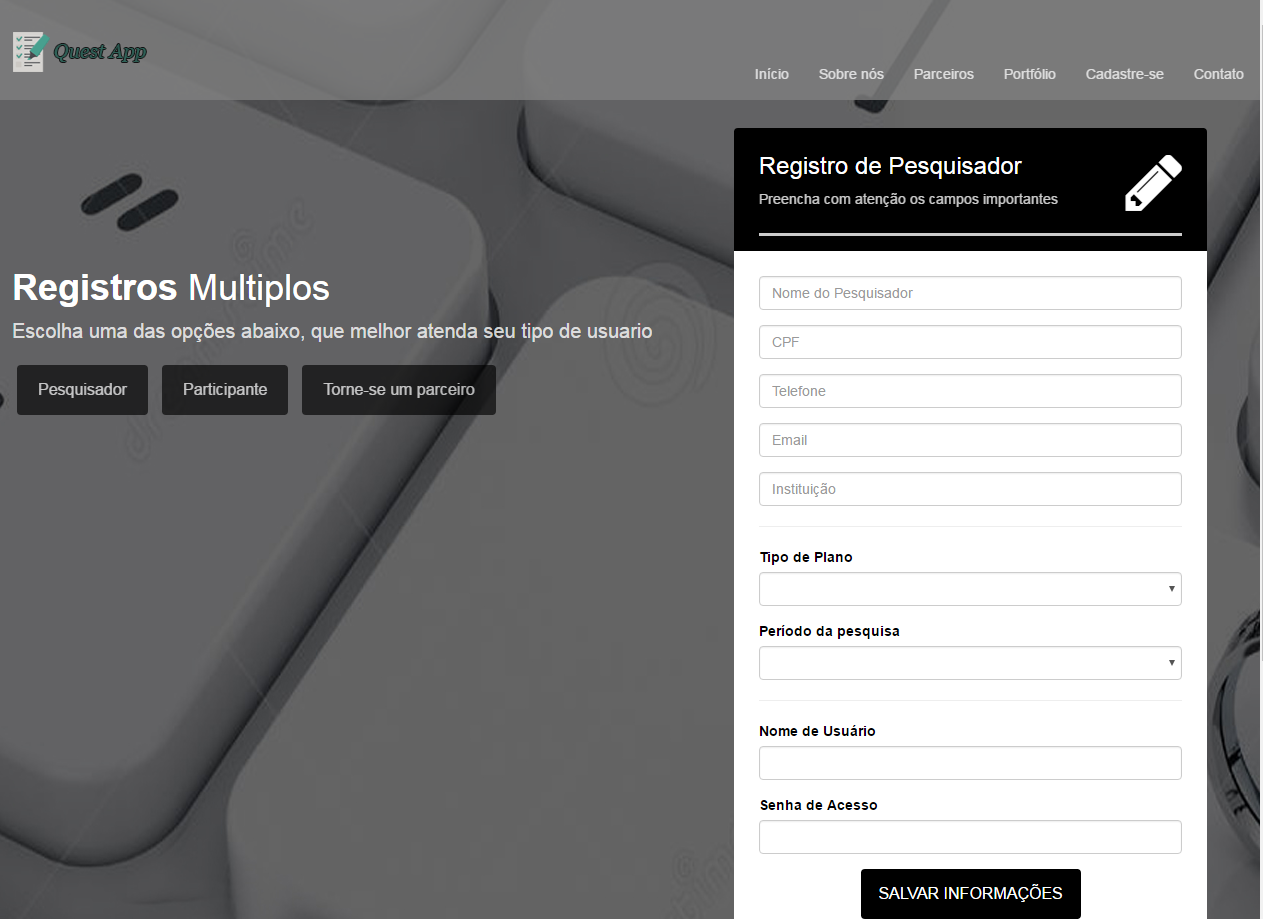 Quest App
Início Sobre nós Parceiros Portfólio Cadastre-se Contato
Registros Multiplos
Escolha uma das opções abaixo, que melhor atenda seu tipo de usuario
Pesquisador Participante Torne-se um parceiro
Registro de Pesquisador
Preencha com atenção os campos importantes
Nome do Pesquisador
CPF
Telefone
Email
Instituição
Tipo de Plano
Período da pesquisa
Nome de Usuário
Senha de Acesso
SALVAR INFORMAÇÕES